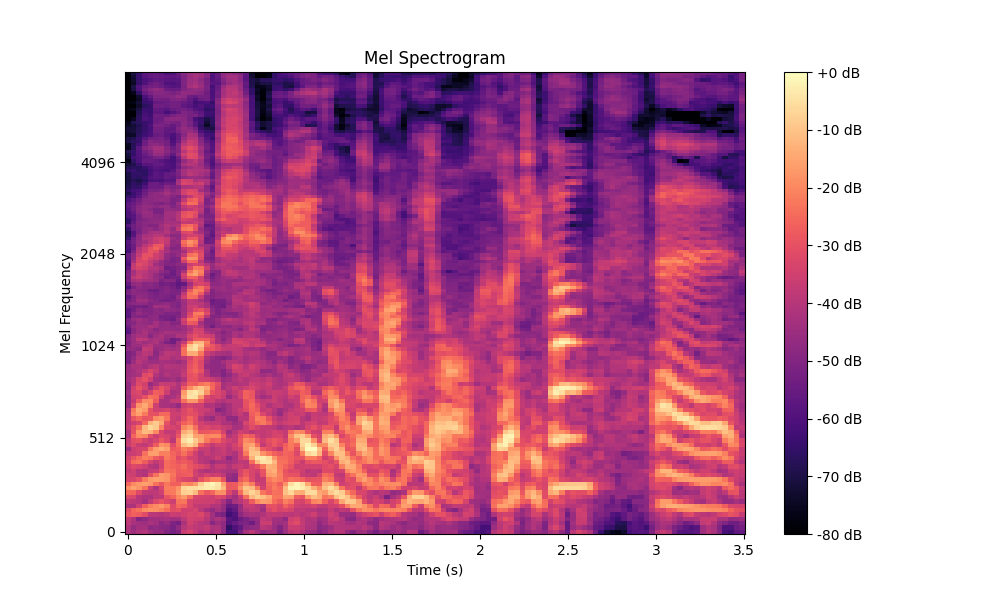 Mel Spectrogram
+0 dB
-10 dB
-20 dB
-30 dB
-40 dB
-50 dB
-60 dB
-70 dB
-80 dB
Mel Frequency
4096
2048
1024
512
0
0
0.5
1
1.5
2
2.5
3
3.5
Time (s)